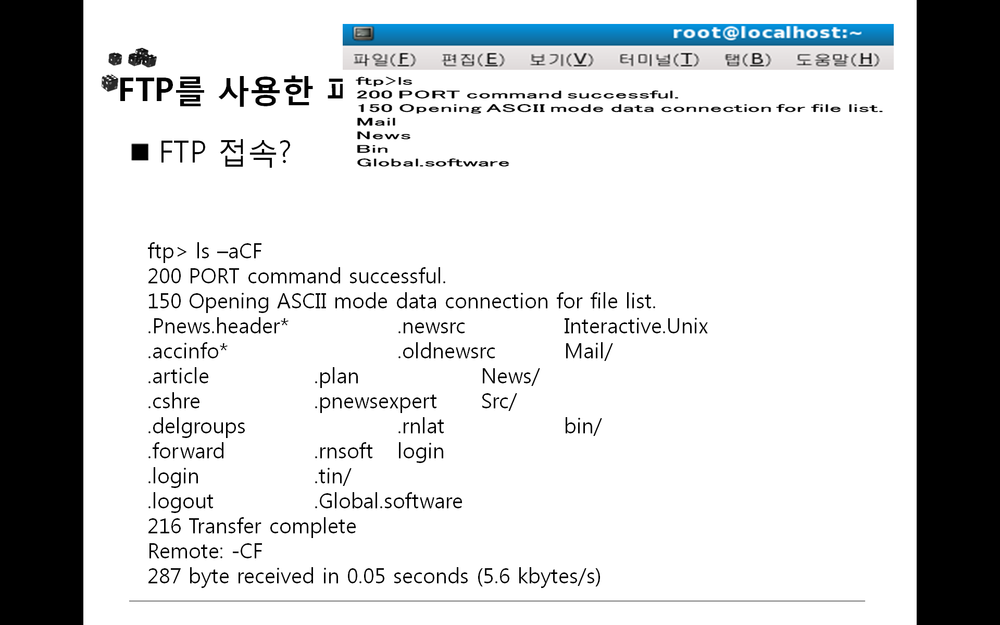 root@localhost:~
파일(F) 편집(E) 보기(V) 터미널(T) 탭(B) 도움말(H)
FTP를 사용한
ftp>ls
200 PORT command successful.
150 Opening ASCII mode data connection for file list.
Mail
News
Bin
Global.software
FTP 접속?
ftp> ls –aCF
200 PORT command successful.
150 Opening ASCII mode data connection for file list.
.Pnews.header* .newsrc Interactive.Unix
.accinfo* .oldnewsrc Mail/
.article .plan News/
.cshre .pnewsexpert Src/
.delgroups .rnlat bin/
.forward .rnsoft login
.login .tin/
.logout .Global.software
216 Transfer complete
Remote: -CF
287 byte received in 0.05 seconds (5.6 kbytes/s)